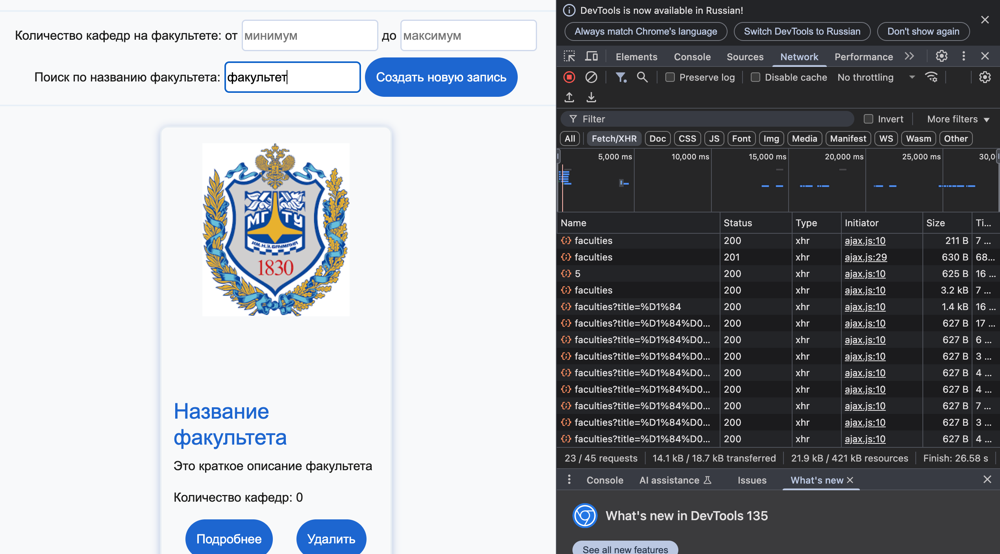 Количество кафедр на факультете: от минимум до максимум
Поиск по названию факультета: факультет Создать новую запись
МГТУ
ИМ. Н.Э. БАУМАНА
1830
Название
факультета
Это краткое описание факультета
Количество кафедр: 0
Подробнее Удалить
DevTools is now available in Russian!
Always match Chrome's language Switch DevTools to Russian Don't show again
Elements Console Sources Network Performance
Preserve log Disable cache No throttling
Filter Invert More filters
All Fetch/XHR Doc CSS JS Font Img Media Manifest WS Wasm Other
5,000 ms 10,000 ms 15,000 ms 20,000 ms 25,000 ms 30,0
Name Status Type Initiator Size Ti...
faculties 200 xhr ajax.js:10 211 B 7 ...
faculties 201 xhr ajax.js:29 630 B 68...
5 200 xhr ajax.js:10 625 B 16 ...
faculties 200 xhr ajax.js:10 3.2 kB 7 ...
faculties?title=%D1%84 200 xhr ajax.js:10 1.4 kB 16 ...
faculties?title=%D1%84%D0... 200 xhr ajax.js:10 627 B 17 ...
faculties?title=%D1%84%D0... 200 xhr ajax.js:10 627 B 6 ...
faculties?title=%D1%84%D0... 200 xhr ajax.js:10 627 B 3 ...
faculties?title=%D1%84%D0... 200 xhr ajax.js:10 627 B 4 ...
faculties?title=%D1%84%D0... 200 xhr ajax.js:10 627 B 4 ...
faculties?title=%D1%84%D0... 200 xhr ajax.js:10 627 B 7 ...
faculties?title=%D1%84%D0... 200 xhr ajax.js:10 627 B 3 ...
faculties?title=%D1%84%D0... 200 xhr ajax.js:10 627 B 4 ...
23 / 45 requests 14.1 kB / 18.7 kB transferred 21.9 kB / 421 kB resources Finish: 26.58 s
Console AI assistance Issues What's new
What's new in DevTools 135
See all new features